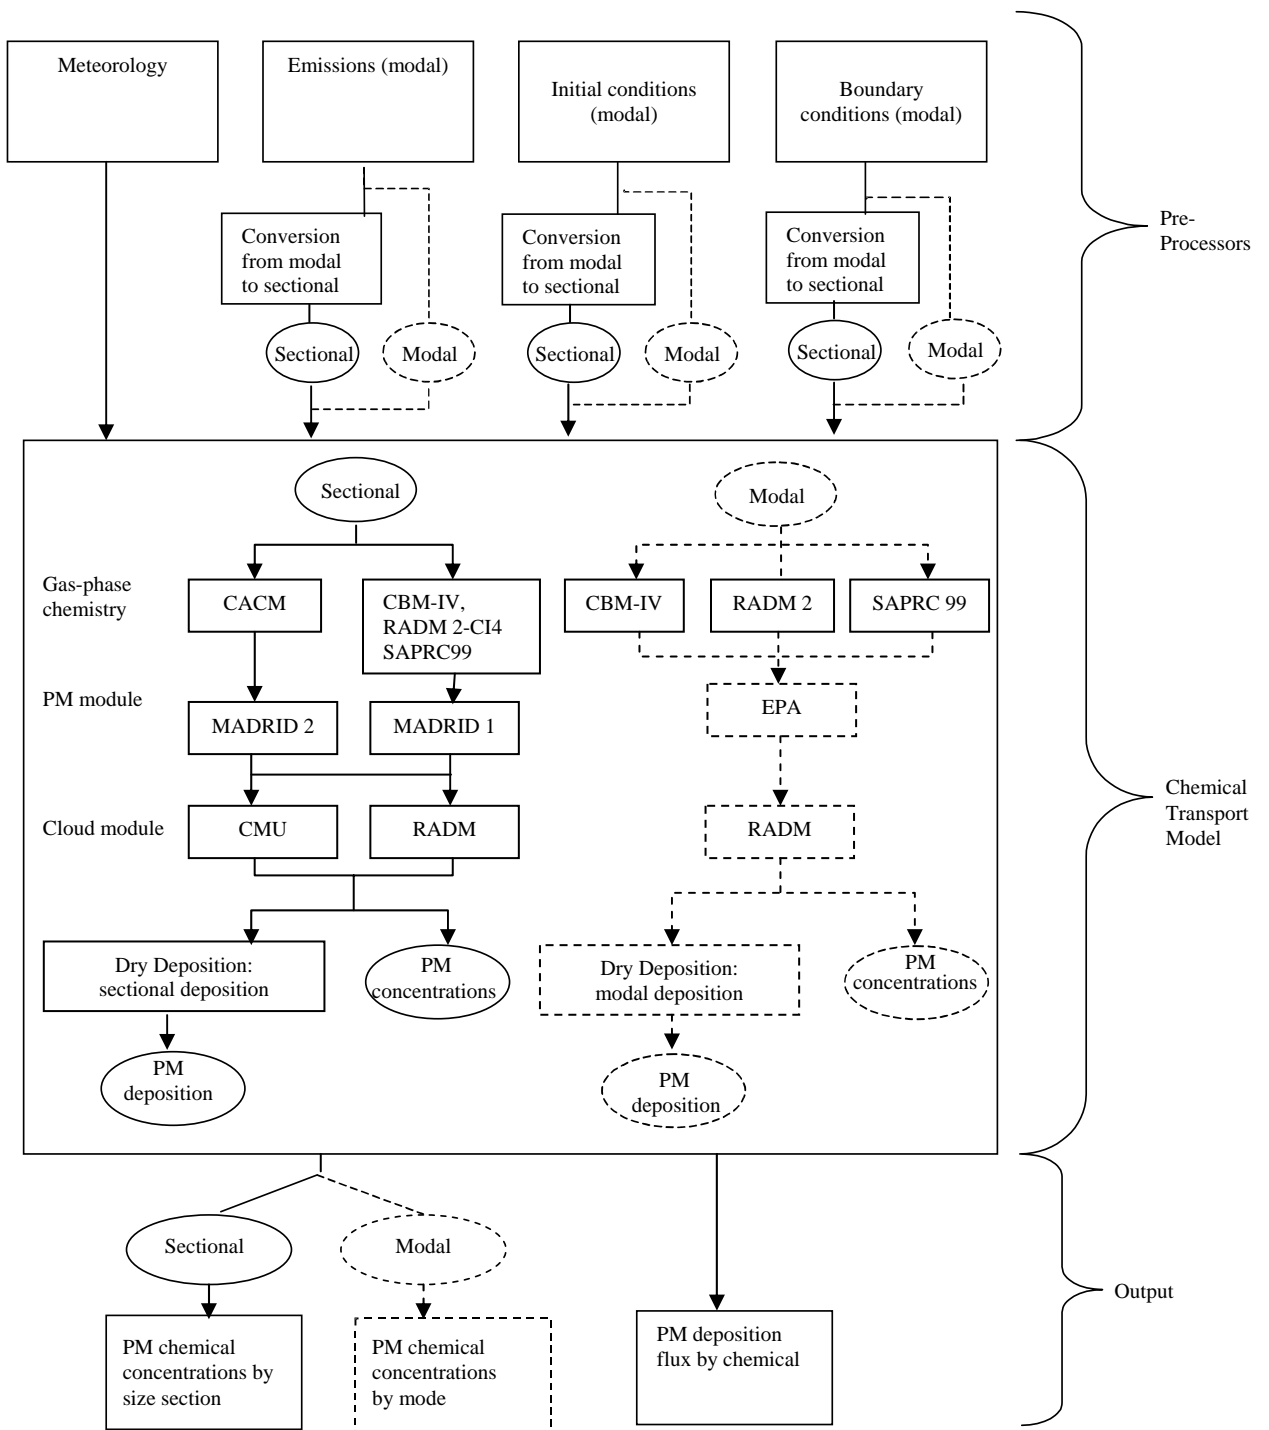 Meteorology
Emissions (modal)
Initial conditions
(modal)
Boundary
conditions (modal)
Pre-
Processors
Conversion
from modal
to sectional
Conversion
from modal
to sectional
Conversion
from modal
to sectional
Sectional
Modal
Sectional
Modal
Sectional
Modal
Sectional
Modal
Gas-phase
chemistry
CACM
CBM-IV,
RADM 2-CI4
SAPRC99
CBM-IV
RADM 2
SAPRC 99
PM module
MADRID 2
MADRID 1
EPA
Chemical
Transport
Model
Cloud module
CMU
RADM
RADM
Dry Deposition:
sectional deposition
PM
concentrations
Dry Deposition:
modal deposition
PM
concentrations
PM
deposition
PM
deposition
Sectional
Modal
Output
PM chemical
concentrations by
size section
PM chemical
concentrations
by mode
PM deposition
flux by chemical